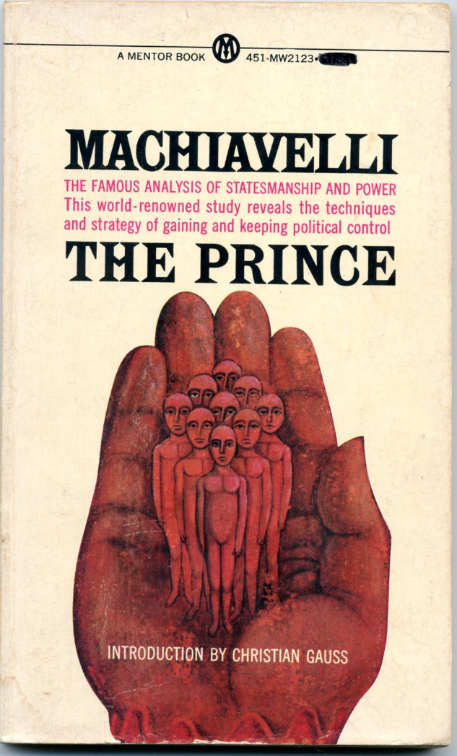 A MENTOR BOOK M 451-MW2123
MACHIAVELLI
THE FAMOUS ANALYSIS OF STATESMANSHIP AND POWER
This world-renowned study reveals the techniques
and strategy of gaining and keeping political control
THE PRINCE
INTRODUCTION BY CHRISTIAN GAUSS